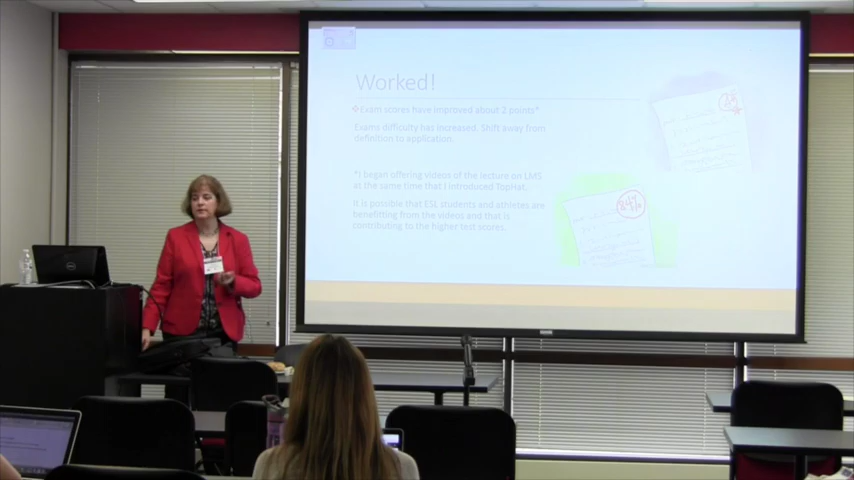 Worked!
Exam scores have improved about 2 points*
Exams difficulty has increased. Shift away from
definition to application.
*I began offering videos of the lecture on LMS
at the same time that I introduced TopHat.
It is possible that ESL students and athletes are
benefitting from the videos and that is
contributing to the higher test scores.
DELL